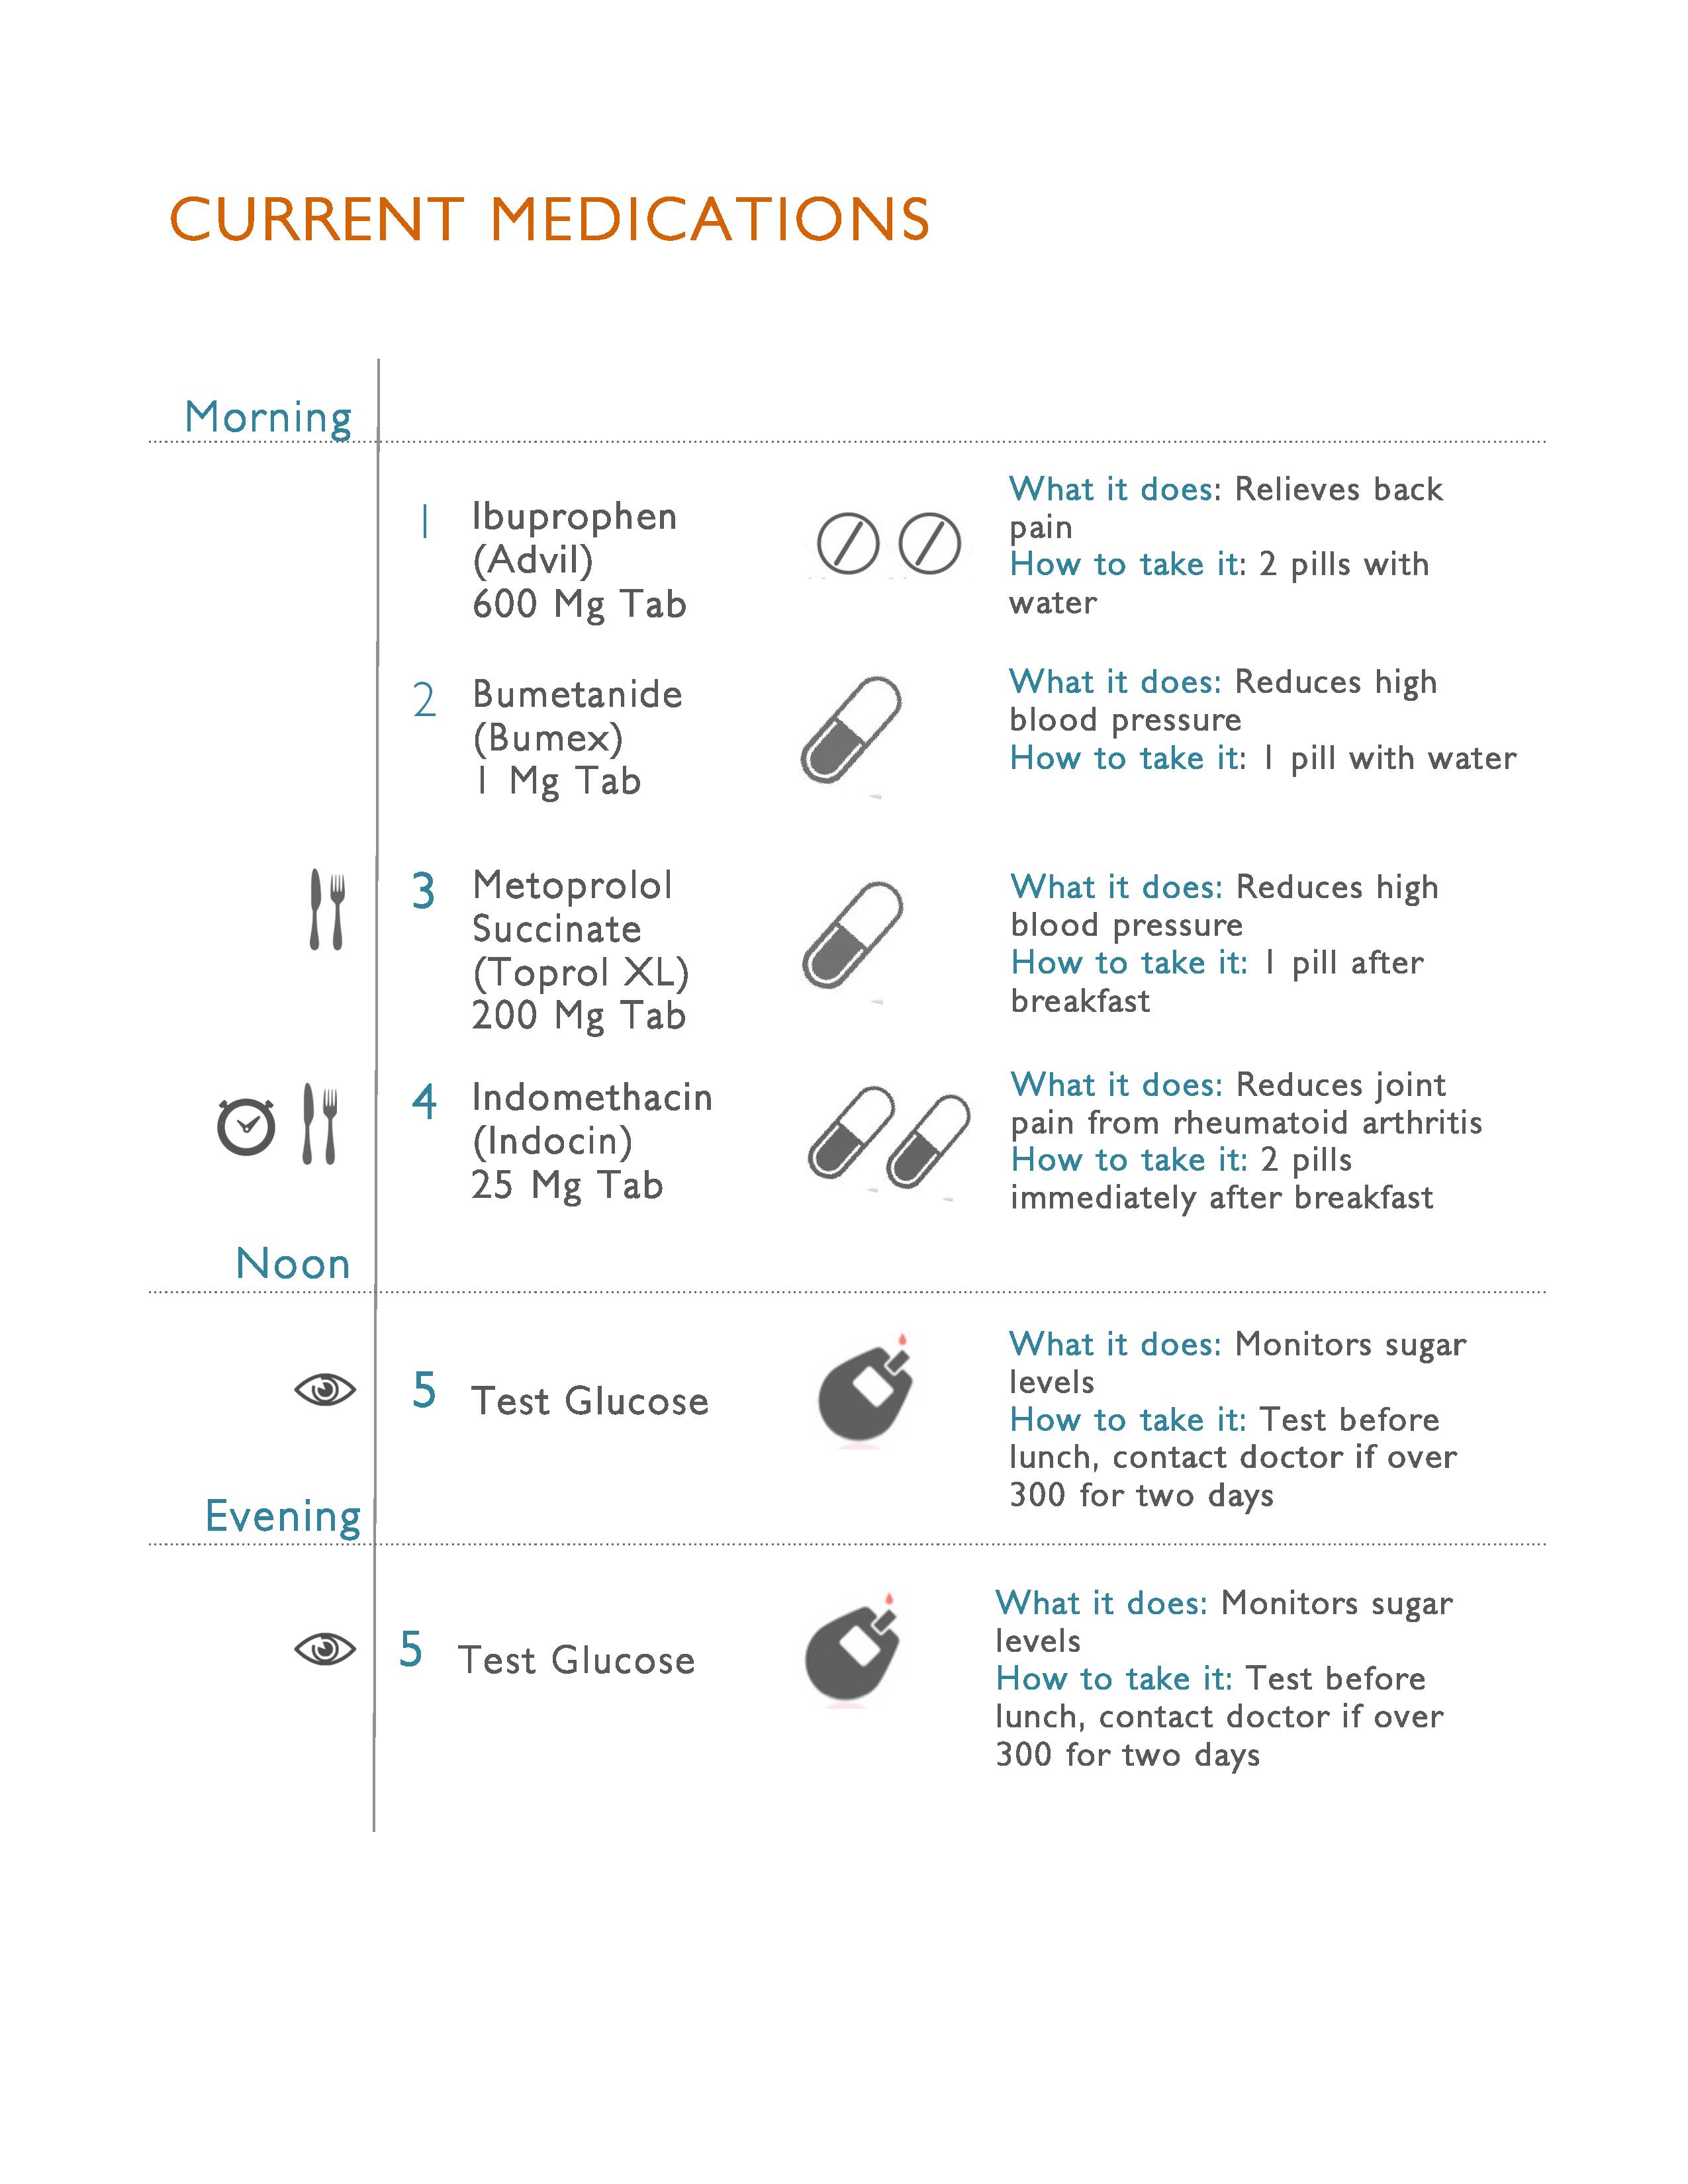 CURRENT MEDICATIONS
Morning
1 Ibuprophen
(Advil)
600 Mg Tab
What it does: Relieves back
pain
How to take it: 2 pills with
water
2 Bumetanide
(Bumex)
1 Mg Tab
What it does: Reduces high
blood pressure
How to take it: 1 pill with water
3 Metoprolol
Succinate
(Toprol XL)
200 Mg Tab
What it does: Reduces high
blood pressure
How to take it: 1 pill after
breakfast
4 Indomethacin
(Indocin)
25 Mg Tab
What it does: Reduces joint
pain from rheumatoid arthritis
How to take it: 2 pills
immediately after breakfast
Noon
5 Test Glucose
What it does: Monitors sugar
levels
How to take it: Test before
lunch, contact doctor if over
300 for two days
Evening
5 Test Glucose
What it does: Monitors sugar
levels
How to take it: Test before
lunch, contact doctor if over
300 for two days